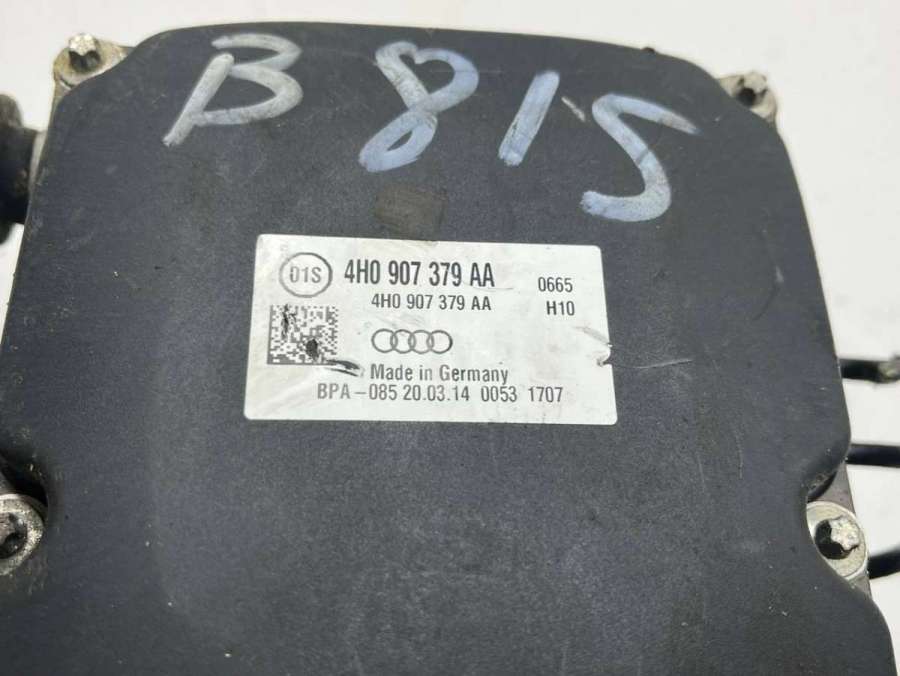 B 815
01S 4H0 907 379 AA 0665
4H0 907 379 AA H10
Made in Germany
BPA-085 20.03.14 0053 1707